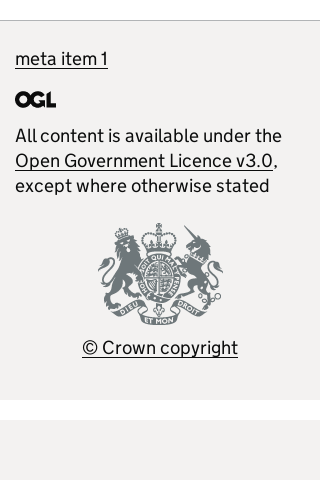 meta item 1
OGL
All content is available under the
Open Government Licence v3.0,
except where otherwise stated
DIEU ET MON DROIT
© Crown copyright